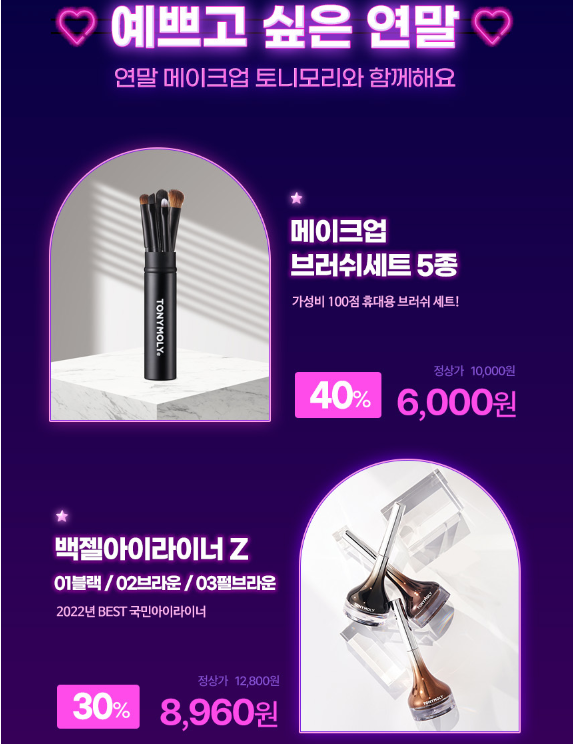 예쁘고 싶은 연말
연말 메이크업 토니모리와 함께해요
TONYMOLY
메이크업
브러쉬세트 5종
가성비 100점 휴대용 브러쉬 세트!
정상가 10,000원
40% 6,000원
백젤아이라이너 Z
01블랙 / 02브라운 / 03펄브라운
2022년 BEST 국민아이라이너
정상가 12,800원
30% 8,960원
TONYMOLY
TONYMOLY
TONYMOLY